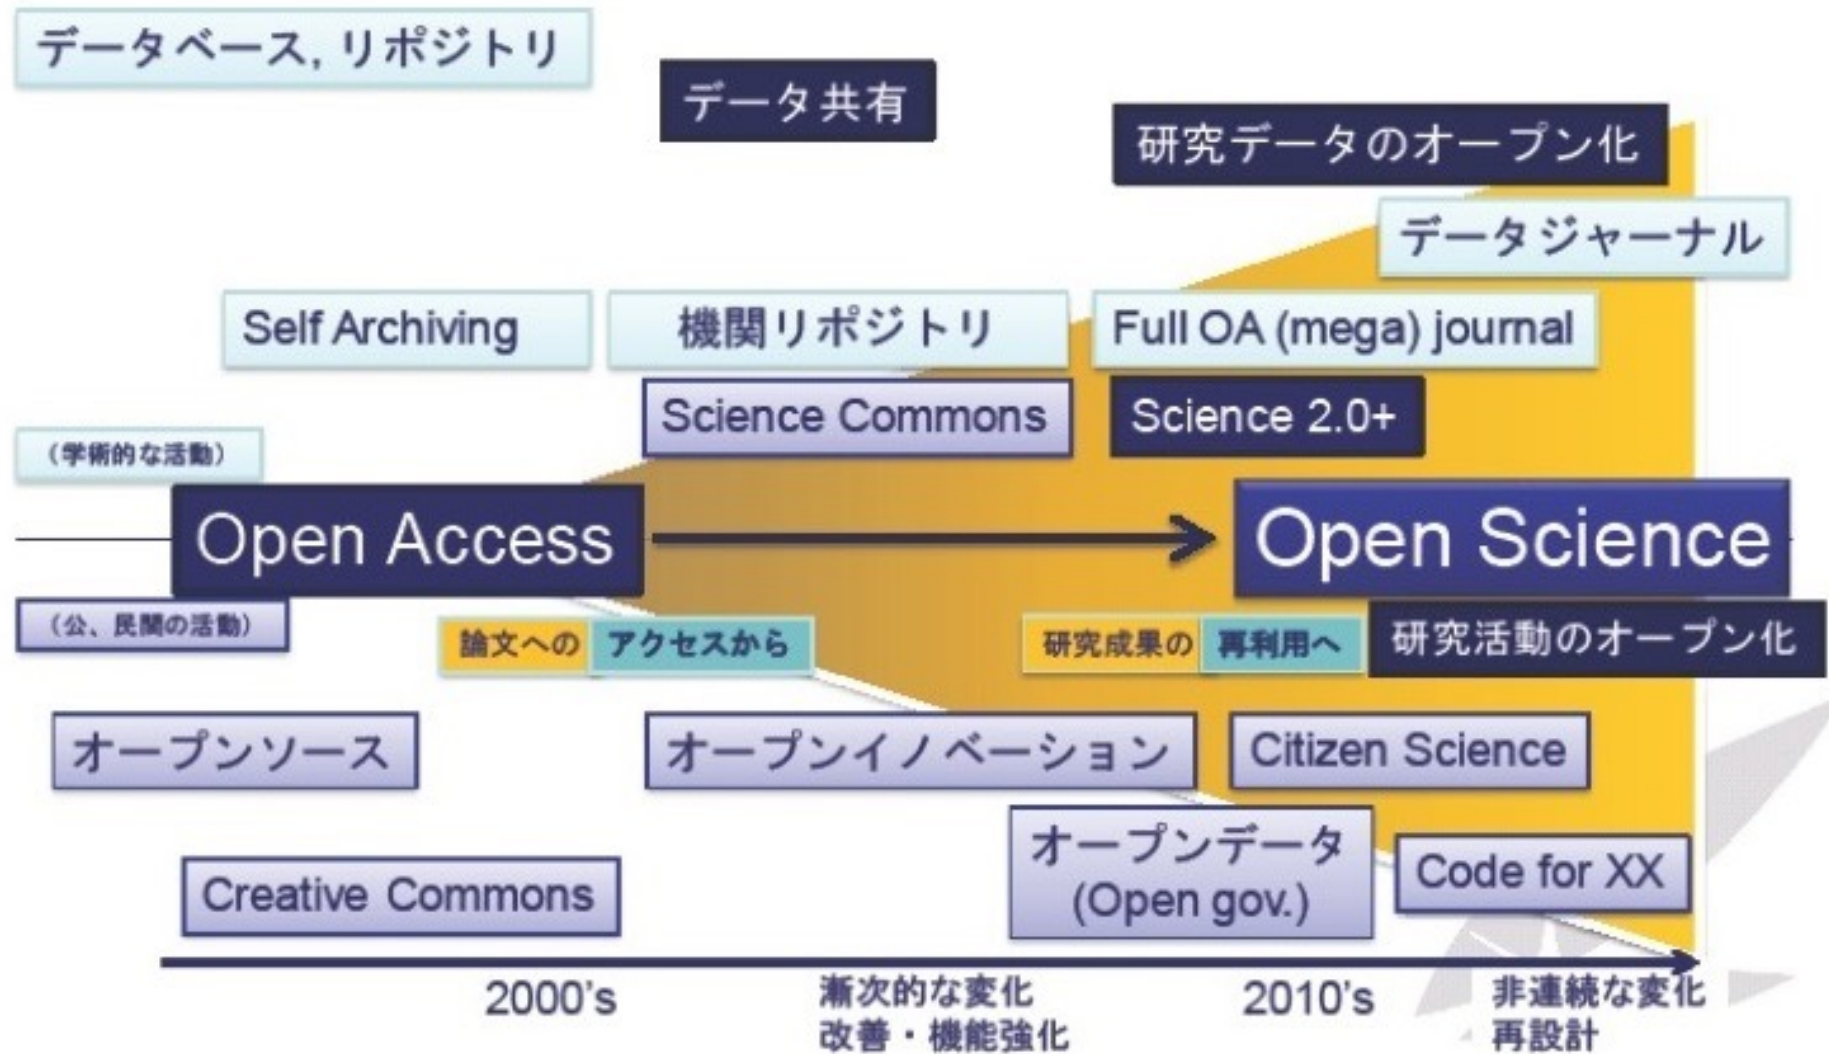 データベース, リポジトリ
データ共有
研究データのオープン化
データジャーナル
Self Archiving
機関リポジトリ
Full OA (mega) journal
Science Commons
Science 2.0+
（学術的な活動）
Open Access
Open Science
（公、民間の活動）
論文への アクセスから
研究成果の 再利用へ
研究活動のオープン化
オープンソース
オープンイノベーション
Citizen Science
オープンデータ
(Open gov.)
Code for XX
Creative Commons
2000's
漸次的な変化
改善・機能強化
2010's
非連続な変化
再設計